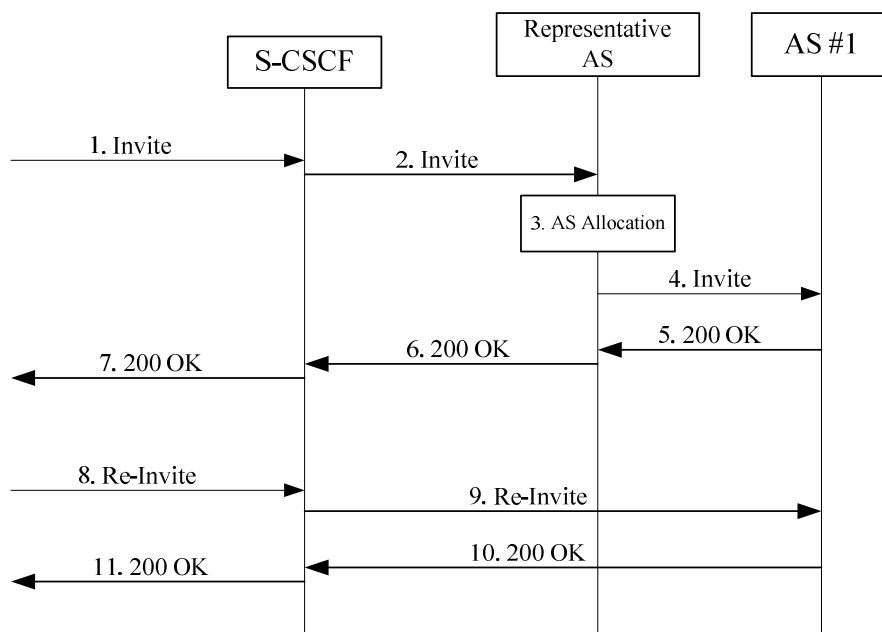 S-CSCF
Representative
AS
AS #1
1. Invite
2. Invite
3. AS Allocation
4. Invite
5. 200 OK
6. 200 OK
7. 200 OK
8. Re-Invite
9. Re-Invite
10. 200 OK
11. 200 OK